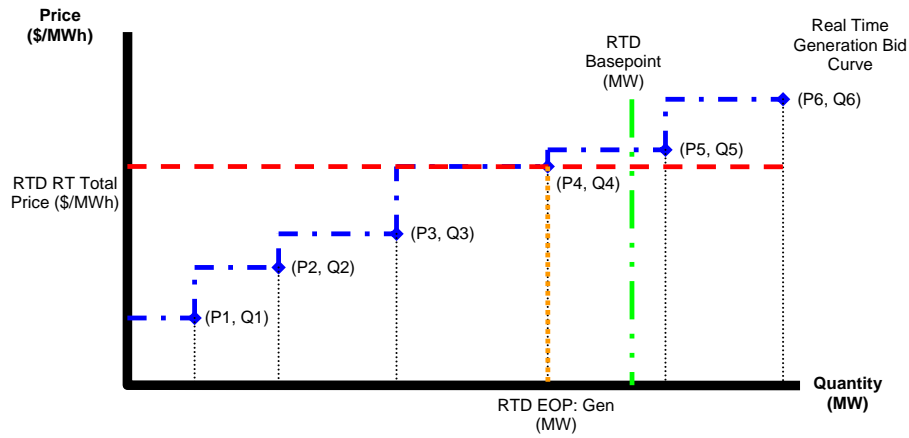 Price
($/MWh)
RTD
Basepoint
(MW)
Real Time
Generation Bid
Curve
(P6, Q6)
(P5, Q5)
(P4, Q4)
RTD RT Total
Price ($/MWh)
(P3, Q3)
(P2, Q2)
(P1, Q1)
Quantity
(MW)
RTD EOP: Gen
(MW)